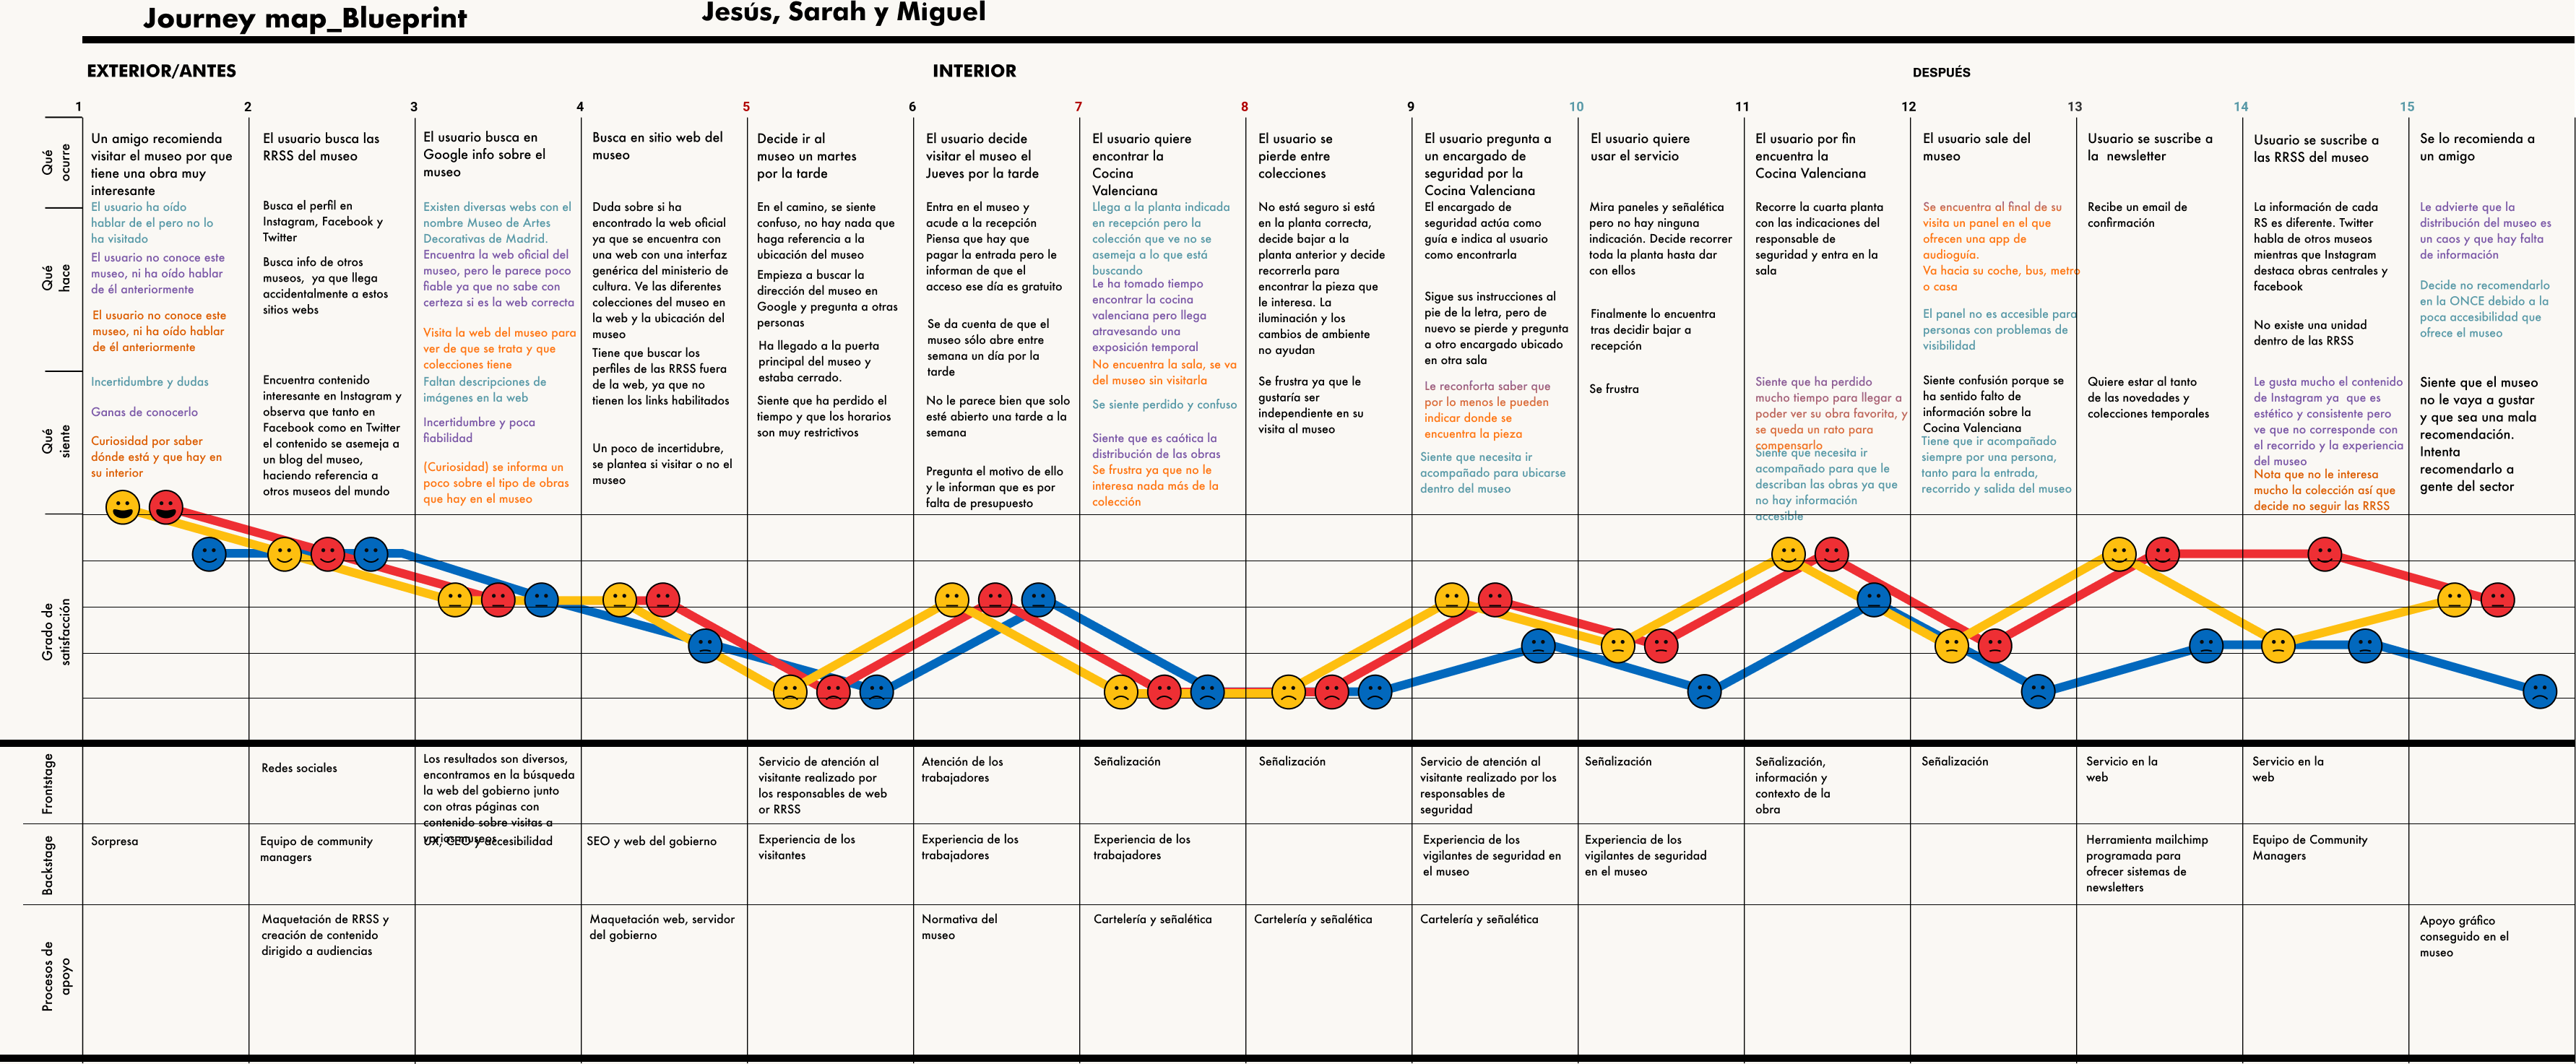 Journey map_Blueprint
Jesús, Sarah y Miguel
EXTERIOR/ANTES
INTERIOR
DESPUÉS
1
2
3
4
5
6
7
8
9
10
11
12
13
14
15
Qué
ocurre
Un amigo recomienda
visitar el museo por que
tiene una obra muy
interesante
El usuario busca las
RRSS del museo
El usuario busca en
Google info sobre el
museo
Busca en sitio web del
museo
Decide ir al
museo un martes
por la tarde
El usuario decide
visitar el museo el
Jueves por la tarde
El usuario quiere
encontrar la
Cocina
Valenciana
El usuario se
pierde entre
colecciones
El usuario pregunta a
un encargado de
seguridad por la
Cocina Valenciana
El usuario quiere
usar el servicio
El usuario por fin
encuentra la
Cocina Valenciana
El usuario sale del
museo
Usuario se suscribe a
la newsletter
Usuario se suscribe a
las RRSS del museo
Se lo recomienda a
un amigo
Qué
hace
El usuario ha oído
hablar de el pero no lo
ha visitado
El usuario no conoce este
museo, ni ha oído hablar
de él anteriormente
El usuario no conoce este
museo, ni ha oído hablar
de él anteriormente
Busca el perfil en
Instagram, Facebook y
Twitter
Busca info de otros
museos, ya que llega
accidentalmente a estos
sitios webs
Existen diversas webs con el
nombre Museo de Artes
Decorativas de Madrid.
Encuentra la web oficial del
museo, pero le parece poco
fiable ya que no sabe con
certeza si es la web correcta
Visita la web del museo para
ver de que se trata y que
colecciones tiene
Duda sobre si ha
encontrado la web oficial
ya que se encuentra con
una web con una interfaz
genérica del ministerio de
cultura. Ve las diferentes
colecciones del museo en
la web y la ubicación del
museo
Tiene que buscar los
perfiles de las RRSS fuera
de la web, ya que no
tienen los links habilitados
En el camino, se siente
confuso, no hay nada que
haga referencia a la
ubicación del museo
Empieza a buscar la
dirección del museo en
Google y pregunta a otras
personas
Ha llegado a la puerta
principal del museo y
estaba cerrado.
Entra en el museo y
acude a la recepción
Piensa que hay que
pagar la entrada pero le
informan de que el
acceso ese día es gratuito
Se da cuenta de que el
museo sólo abre entre
semana un día por la
tarde
Llega a la planta indicada
en recepción pero la
colección que ve no se
asemeja a lo que está
buscando
Le ha tomado tiempo
encontrar la cocina
valenciana pero llega
atravesando una
exposición temporal
No encuentra la sala, se va
del museo sin visitarla
No está seguro si está
en la planta correcta,
decide bajar a la
planta anterior y decide
recorrerla para
encontrar la pieza que
le interesa. La
iluminación y los
cambios de ambiente
no ayudan
El encargado de
seguridad actúa como
guía e indica al usuario
como encontrarla
Sigue sus instrucciones al
pie de la letra, pero de
nuevo se pierde y pregunta
a otro encargado ubicado
en otra sala
Mira paneles y señalética
pero no hay ninguna
indicación. Decide recorrer
toda la planta hasta dar
con ellos
Finalmente lo encuentra
tras decidir bajar a
recepción
Recorre la cuarta planta
con las indicaciones del
responsable de
seguridad y entra en la
sala
Se encuentra al final de su
visita un panel en el que
ofrecen una app de
audioguía.
Va hacia su coche, bus, metro
o casa
El panel no es accesible para
personas con problemas de
visibilidad
Recibe un email de
confirmación
La información de cada
RS es diferente. Twitter
habla de otros museos
mientras que Instagram
destaca obras centrales y
facebook
No existe una unidad
dentro de las RRSS
Le advierte que la
distribución del museo es
un caos y que hay falta
de información
Decide no recomendarlo
en la ONCE debido a la
poca accesibilidad que
ofrece el museo
Qué
siente
Incertidumbre y dudas
Ganas de conocerlo
Curiosidad por saber
dónde está y que hay en
su interior
Encuentra contenido
interesante en Instagram y
observa que tanto en
Facebook como en Twitter
el contenido se asemeja a
un blog del museo,
haciendo referencia a
otros museos del mundo
Faltan descripciones de
imágenes en la web
Incertidumbre y poca
fiabilidad
(Curiosidad) se informa un
poco sobre el tipo de obras
que hay en el museo
Un poco de incertidumbre,
se plantea si visitar o no el
museo
Siente que ha perdido el
tiempo y que los horarios
son muy restrictivos
No le parece bien que solo
esté abierto una tarde a la
semana
Pregunta el motivo de ello
y le informan que es por
falta de presupuesto
Se siente perdido y confuso
Siente que es caótica la
distribución de las obras
Se frustra ya que no le
interesa nada más de la
colección
Se frustra ya que le
gustaría ser
independiente en su
visita al museo
Le reconforta saber que
por lo menos le pueden
indicar donde se
encuentra la pieza
Siente que necesita ir
acompañado para ubicarse
dentro del museo
Se frustra
Siente que ha perdido
mucho tiempo para llegar a
poder ver su obra favorita, y
se queda un rato para
compensarlo
Siente que necesita ir
acompañado para que le
describan las obras ya que
no hay información
accesible
Siente confusión porque se
ha sentido falto de
información sobre la
Cocina Valenciana
Tiene que ir acompañado
siempre por una persona,
tanto para la entrada,
recorrido y salida del museo
Quiere estar al tanto
de las novedades y
colecciones temporales
Le gusta mucho el contenido
de Instagram ya que es
estético y consistente pero
ve que no corresponde con
el recorrido y la experiencia
del museo
Nota que no le interesa
mucho la colección así que
decide no seguir las RRSS
Siente que el museo
no le vaya a gustar
y que sea una mala
recomendación.
Intenta
recomendarlo a
gente del sector
Grado de
satisfacción
Frontstage
Redes sociales
Los resultados son diversos,
encontramos en la búsqueda
la web del gobierno junto
con otras páginas con
contenido sobre visitas a
varios museos
Servicio de atención al
visitante realizado por
los responsables de web
or RRSS
Atención de los
trabajadores
Señalización
Señalización
Servicio de atención al
visitante realizado por los
responsables de
seguridad
Señalización
Señalización,
información y
contexto de la
obra
Señalización
Servicio en la
web
Servicio en la
web
Backstage
Sorpresa
Equipo de community
managers
UX, CEO y accesibilidad
SEO y web del gobierno
Experiencia de los
visitantes
Experiencia de los
trabajadores
Experiencia de los
trabajadores
Experiencia de los
vigilantes de seguridad en
el museo
Experiencia de los
vigilantes de seguridad
en el museo
Herramienta mailchimp
programada para
ofrecer sistemas de
newsletters
Equipo de Community
Managers
Procesos de
apoyo
Maquetación de RRSS y
creación de contenido
dirigido a audiencias
Maquetación web, servidor
del gobierno
Normativa del
museo
Cartelería y señalética
Cartelería y señalética
Cartelería y señalética
Apoyo gráfico
conseguido en el
museo